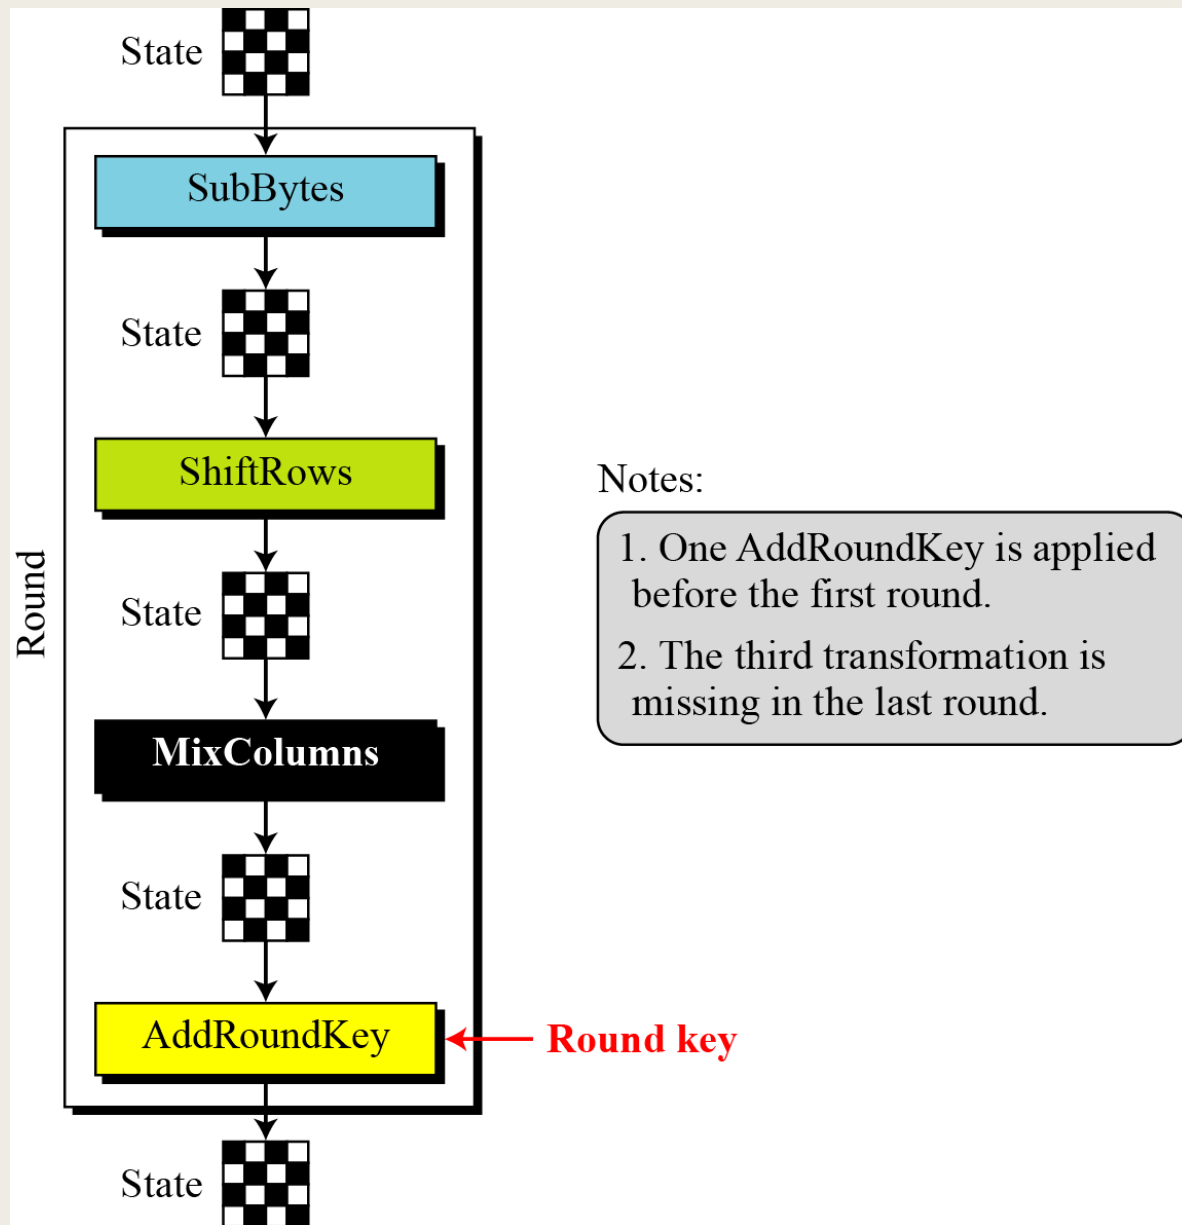 State
SubBytes
State
ShiftRows
Notes:
1. One AddRoundKey is applied
before the first round.
2. The third transformation is
missing in the last round.
Round
State
MixColumns
State
AddRoundKey
Round key
State